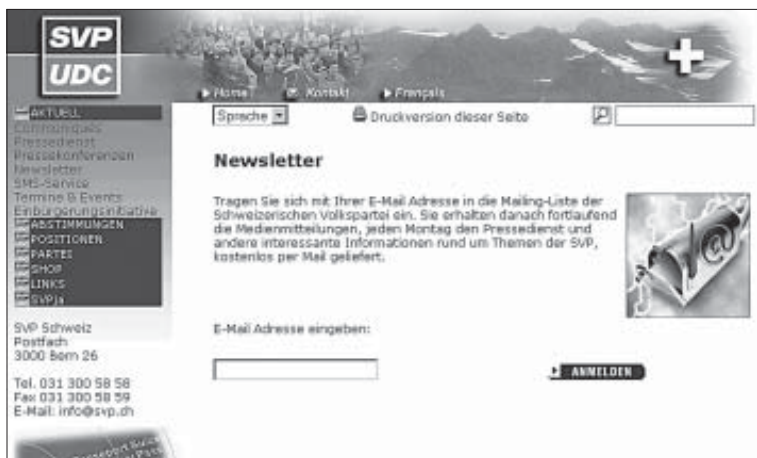 SVP
UDC
Home Kontakt Français
AKTUELL
Communiqués
Pressedienst
Pressekonferenzen
Newsletter
SMS-Service
Termine & Events
Einbürgerungsinitiative
ABSTIMMUNGEN
POSITIONEN
PARTEI
SHOP
LINKS
SVPja
SVP Schweiz
Postfach
3000 Bern 26
Tel. 031 300 58 58
Fax 031 300 58 59
E-Mail: info@svp.ch
Sprache
Druckversion dieser Seite
Newsletter
Tragen Sie sich mit Ihrer E-Mail Adresse in die Mailing-Liste der
Schweizerischen Volkspartei ein. Sie erhalten danach fortlaufend
die Medienmitteilungen, jeden Montag den Pressedienst und
andere interessante Informationen rund um Themen der SVP,
kostenlos per Mail geliefert.
@
E-Mail Adresse eingeben:
ANMELDEN